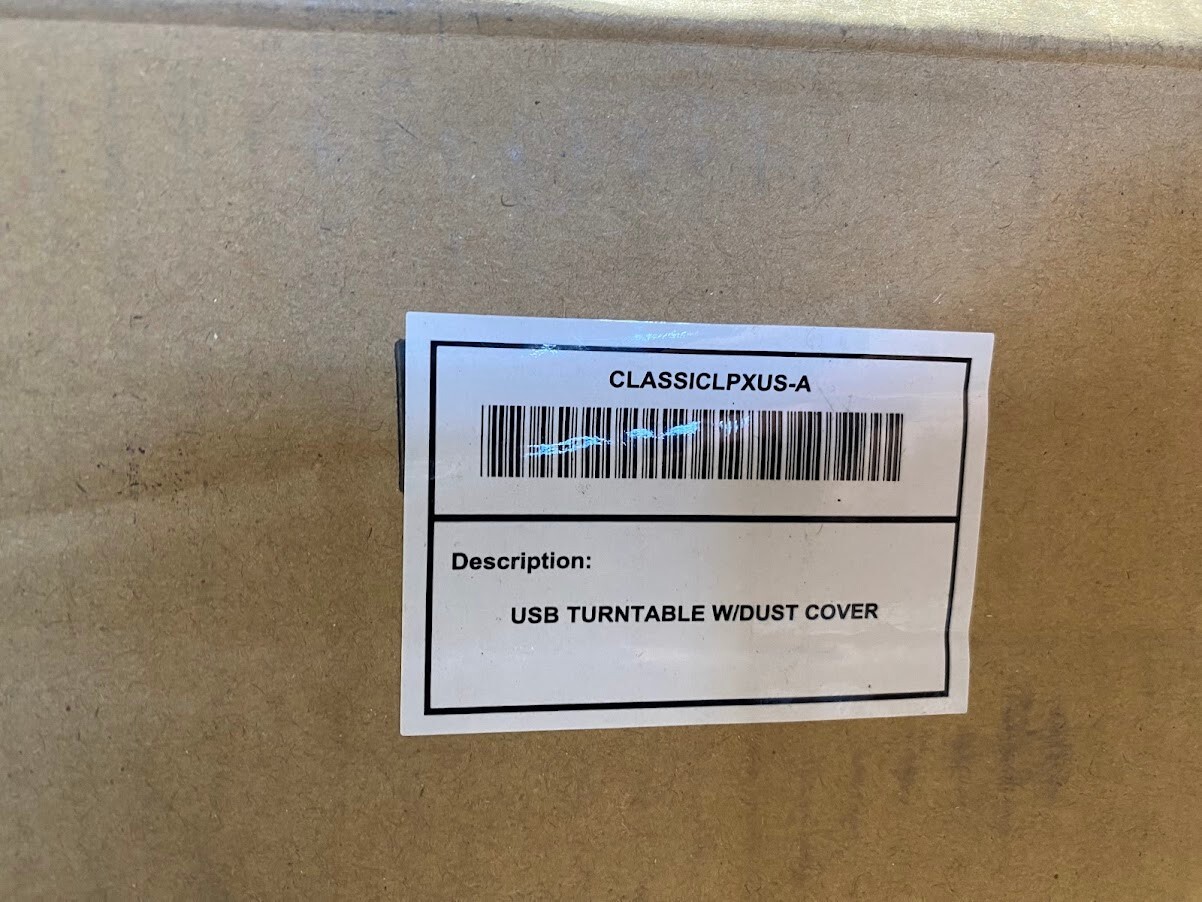 CLASSICLPXUS-A
Description:
USB TURNTABLE W/DUST COVER